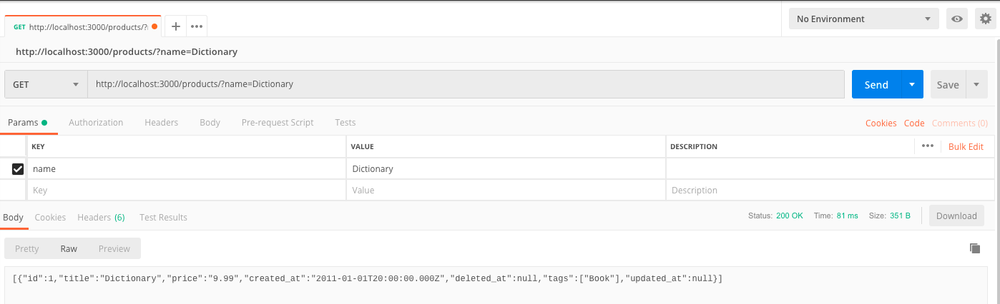 GET http://localhost:3000/products/?
No Environment
http://localhost:3000/products/?name=Dictionary
GET http://localhost:3000/products/?name=Dictionary Send Save
Params Authorization Headers Body Pre-request Script Tests Cookies Code Comments (0)
KEY VALUE DESCRIPTION Bulk Edit
name Dictionary
Key Value Description
Body Cookies Headers (6) Test Results Status: 200 OK Time: 81 ms Size: 351 B Download
Pretty Raw Preview
[{"id":1,"title":"Dictionary","price":"9.99","created_at":"2011-01-01T20:00:00.000Z","deleted_at":null,"tags":["Book"],"updated_at":null}]